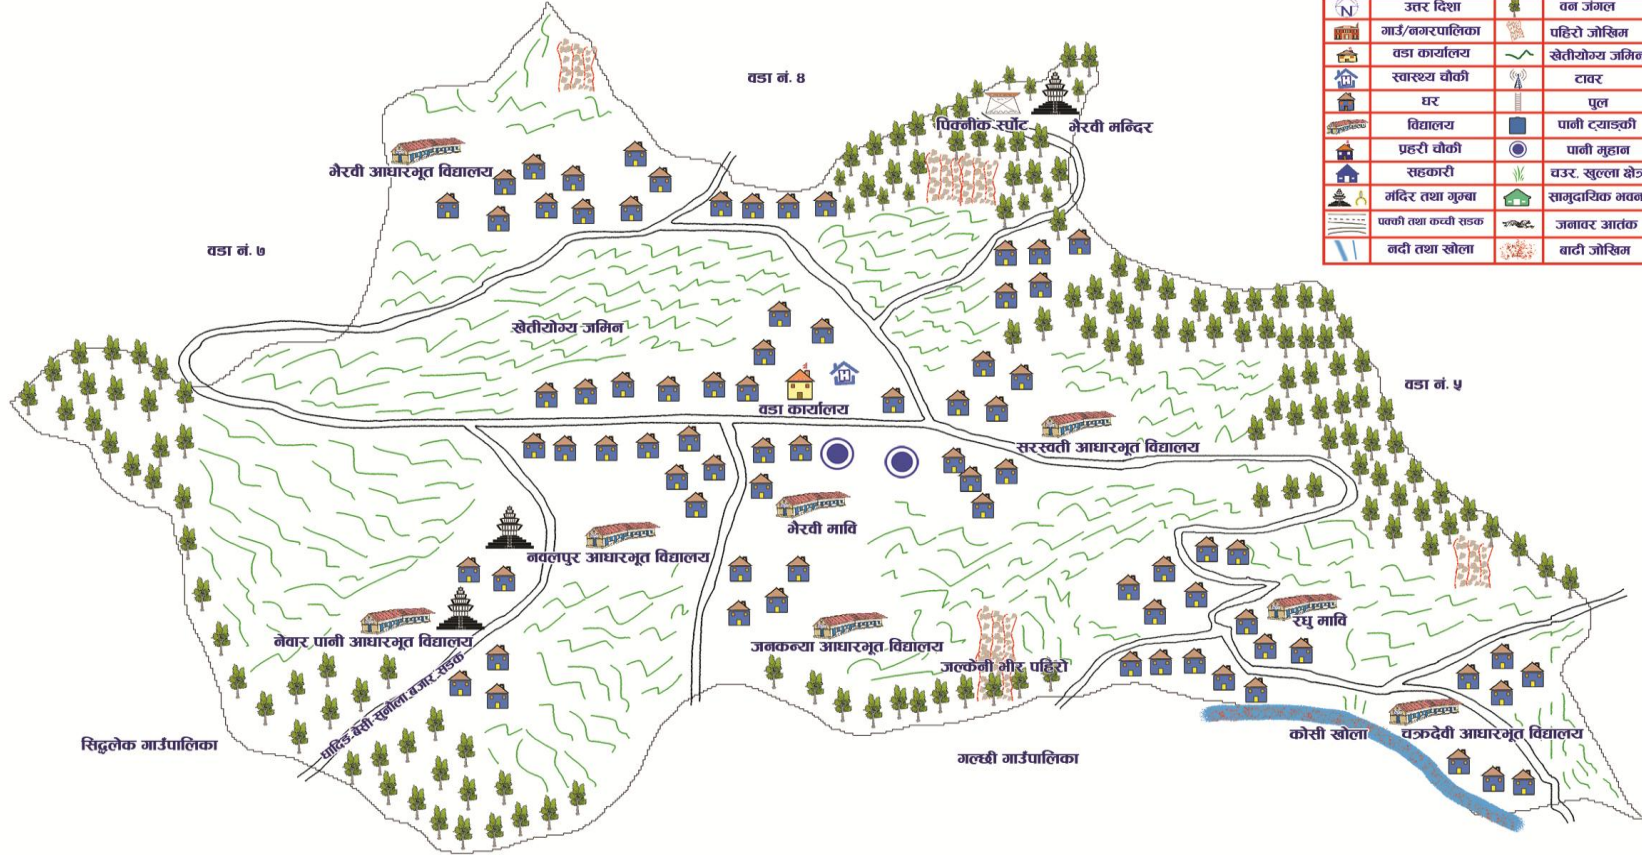 उत्तर दिशा
वन जंगल
गाउँ/नगरपालिका
पहिरो जोखिम
वडा कार्यालय
खेतीयोग्य जमिन
स्वास्थ्य चौकी
टावर
घर
पुल
विद्यालय
पानी ट्याङ्की
प्रहरी चौकी
पानी मुहान
सहकारी
चउर, खुल्ला क्षेत्र
मंदिर तथा गुम्बा
सामुदायिक भवन
पक्की तथा कच्ची सडक
जनावर आतंक
नदी तथा खोला
बाढी जोखिम
N
वडा नं. ४
पिक्नीक र्स्पोट
भैरवी मन्दिर
भैरवी आधारभूत विद्यालय
वडा नं. ७
खेतीयोग्य जमिन
वडा नं. ५
H
वडा कार्यालय
सरस्वती आधारभूत विद्यालय
भैरवी मावि
नवलपुर आधारभूत विद्यालय
रघु मावि
नेवार पानी आधारभूत विद्यालय
जनकन्या आधारभूत विद्यालय
जल्केनी भीर पहिरो
धादिङ बेसी सुनौला बजार सडक
सिद्धलेक गाउँपालिका
गल्छी गाउँपालिका
कोसी खोला
चक्रदेवी आधारभूत विद्यालय